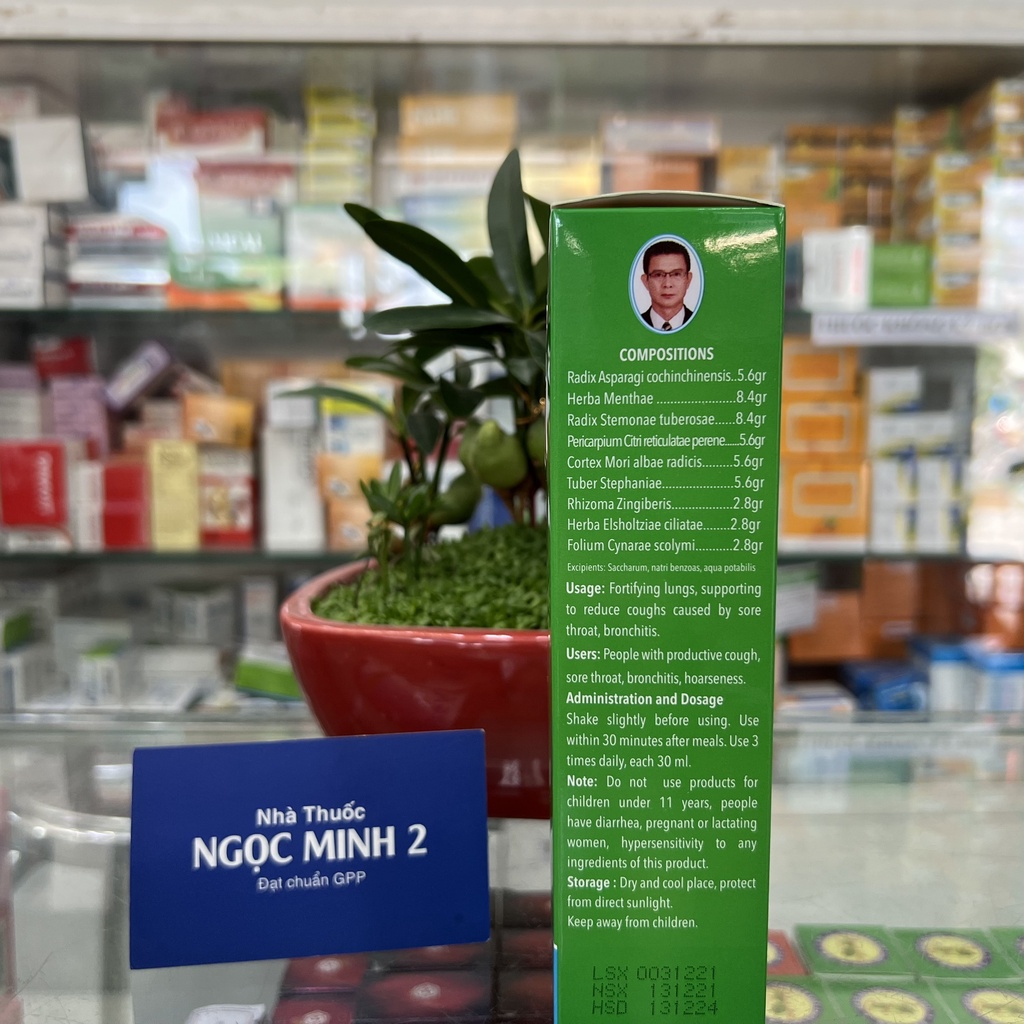 COMPOSITIONS
Radix Asparagi cochinchinensis..5.6gr
Herba Menthae ...................8.4gr
Radix Stemonae tuberosae......8.4gr
Pericarpium Citri reticulatae perene.....5.6gr
Cortex Mori albae radicis.........5.6gr
Tuber Stephaniae..................5.6gr
Rhizoma Zingiberis...............2.8gr
Herba Elsholtziae ciliatae.......2.8gr
Folium Cynarae scolymi...........2.8gr
Excipients: Saccharum, natri benzoas, aqua potabilis
Usage: Fortifying lungs, supporting
to reduce coughs caused by sore
throat, bronchitis.
Users: People with productive cough,
sore throat, bronchitis, hoarseness.
Administration and Dosage
Shake slightly before using. Use
within 30 minutes after meals. Use 3
times daily, each 30 ml.
Note: Do not use products for
children under 11 years, people
have diarrhea, pregnant or lactating
women, hypersensitivity to any
ingredients of this product.
Storage : Dry and cool place, protect
from direct sunlight.
Keep away from children.
LSX 0031221
NSX 131221
HSD 131224
Nhà Thuốc
NGỌC MINH 2
Đạt chuẩn GPP